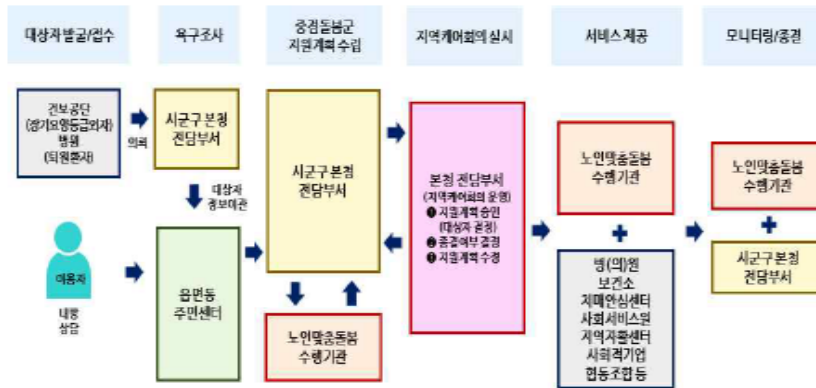 대상자 발굴/접수
욕구조사
중점돌봄군
지원계획 수립
지역케어회의 실시
서비스 제공
모니터링/종결
건보공단
(장기요양등급외자)
병원
(퇴원환자)
의뢰
시군구 본청
전담부서
대상자
정보이관
이용자
내방
상담
읍면동
주민센터
시군구 본청
전담부서
노인맞춤돌봄
수행기관
본청 전담부서
(지역케어회의 운영)
❶ 지원계획 승인
(대상자 결정)
❷ 종결여부 결정
❸ 지원계획 수정
노인맞춤돌봄
수행기관
병(의)원
보건소
치매안심센터
사회서비스원
지역자활센터
사회적기업
협동조합 등
노인맞춤돌봄
수행기관
시군구 본청
전담부서